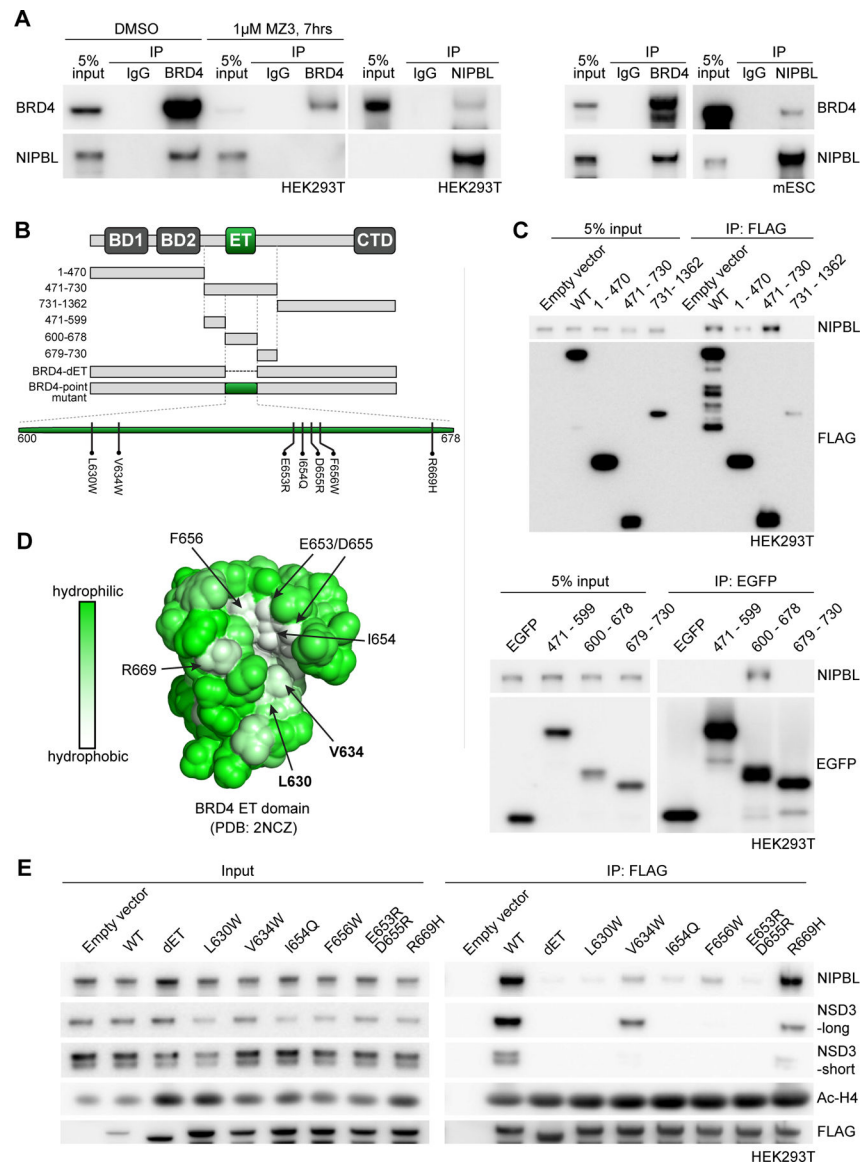 A
DMSO 1µM MZ3, 7hrs
5% input IP IgG BRD4 5% input IP IgG BRD4 5% input IP IgG NIPBL 5% input IP IgG BRD4 5% input IP IgG NIPBL
BRD4 BRD4
NIPBL NIPBL
HEK293T HEK293T mESC
B
BD1 BD2 ET CTD
1-470
471-730
731-1362
471-599
600-678
679-730
BRD4-dET
BRD4-point mutant
600 678
L630W V634W E653R I654Q D655R F656W R669H
C
5% input IP: FLAG
Empty vector WT 1 - 470 471 - 730 731- 1362 Empty vector WT 1 - 470 471 - 730 731- 1362
NIPBL
FLAG
HEK293T
5% input IP: EGFP
EGFP 471 - 599 600 - 678 679 - 730 EGFP 471 - 599 600 - 678 679 - 730
NIPBL
EGFP
HEK293T
D
hydrophilic
hydrophobic
F656
E653/D655
I654
R669
V634
L630
BRD4 ET domain
(PDB: 2NCZ)
E
Input IP: FLAG
Empty vector WT dET L630W V634W I654Q F656W E653R D655R R669H Empty vector WT dET L630W V634W I654Q F656W E653R D655R R669H
NIPBL
NSD3
-long
NSD3
-short
Ac-H4
FLAG
HEK293T